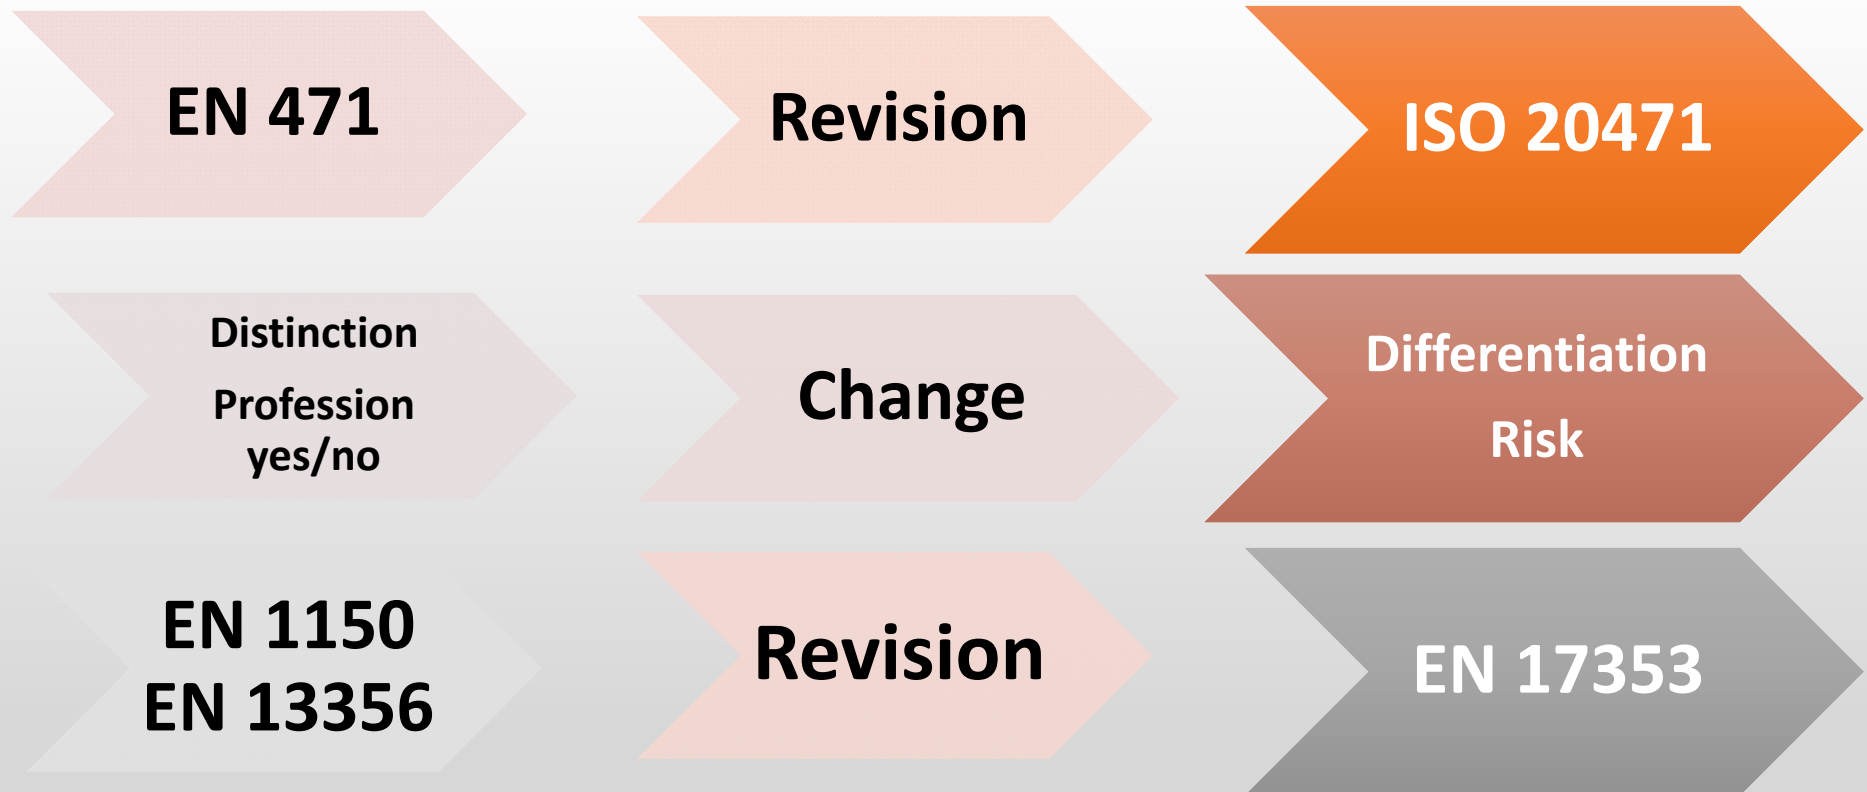 EN 471
Revision
ISO 20471
Distinction
Profession
yes/no
Change
Differentiation
Risk
EN 1150
EN 13356
Revision
EN 17353